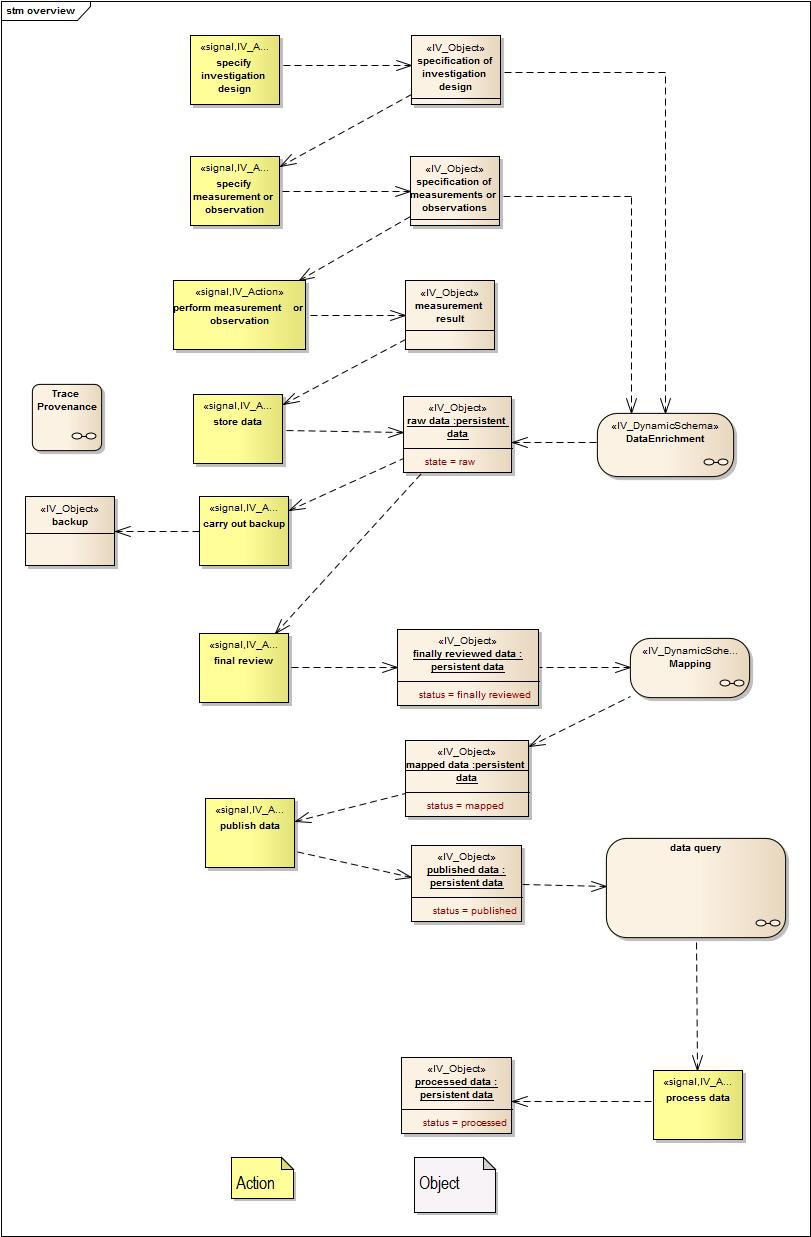 stm overview
«signal,IV_A...
specify
investigation
design
«IV_Object»
specification of
investigation
design
«signal,IV_A...
specify
measurement or
observation
«IV_Object»
specification of
measurements or
observations
«signal,IV_Action»
perform measurement or
observation
«IV_Object»
measurement
result
Trace
Provenance
«signal,IV_A...
store data
«IV_Object»
raw data :persistent
data
state = raw
«IV_DynamicSchema»
DataEnrichment
«IV_Object»
backup
«signal,IV_A...
carry out backup
«signal,IV_A...
final review
«IV_Object»
finally reviewed data :
persistent data
status = finally reviewed
«IV_DynamicSche...
Mapping
«IV_Object»
mapped data :persistent
data
status = mapped
«signal,IV_A...
publish data
«IV_Object»
published data :
persistent data
status = published
data query
«IV_Object»
processed data :
persistent data
status = processed
«signal,IV_A...
process data
Action
Object